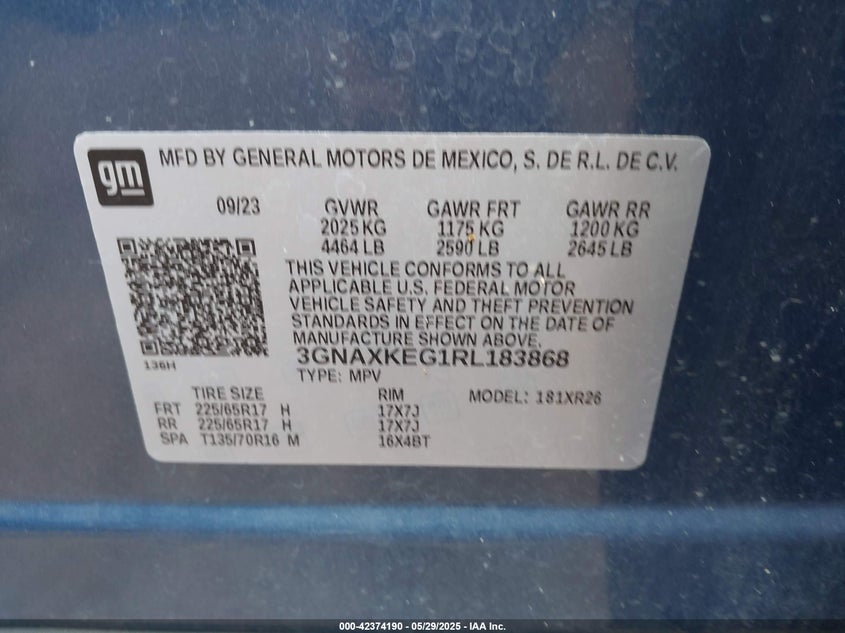 gm MFD BY GENERAL MOTORS DE MEXICO, S. DE R.L. DE C.V.
09/23 GVWR GAWR FRT GAWR RR
2025 KG 1175 KG 1200 KG
4464 LB 2590 LB 2645 LB
THIS VEHICLE CONFORMS TO ALL
APPLICABLE U.S. FEDERAL MOTOR
VEHICLE SAFETY AND THEFT PREVENTION
STANDARDS IN EFFECT ON THE DATE OF
MANUFACTURE SHOWN ABOVE.
136H
3GNAXKEG1RL183868
TYPE: MPV
TIRE SIZE RIM MODEL: 181XR26
FRT 225/65R17 H 17X7J
RR 225/65R17 H 17X7J
SPA T135/70R16 M 16X4BT
000-42374190 - 05/29/2025 - IAA Inc.